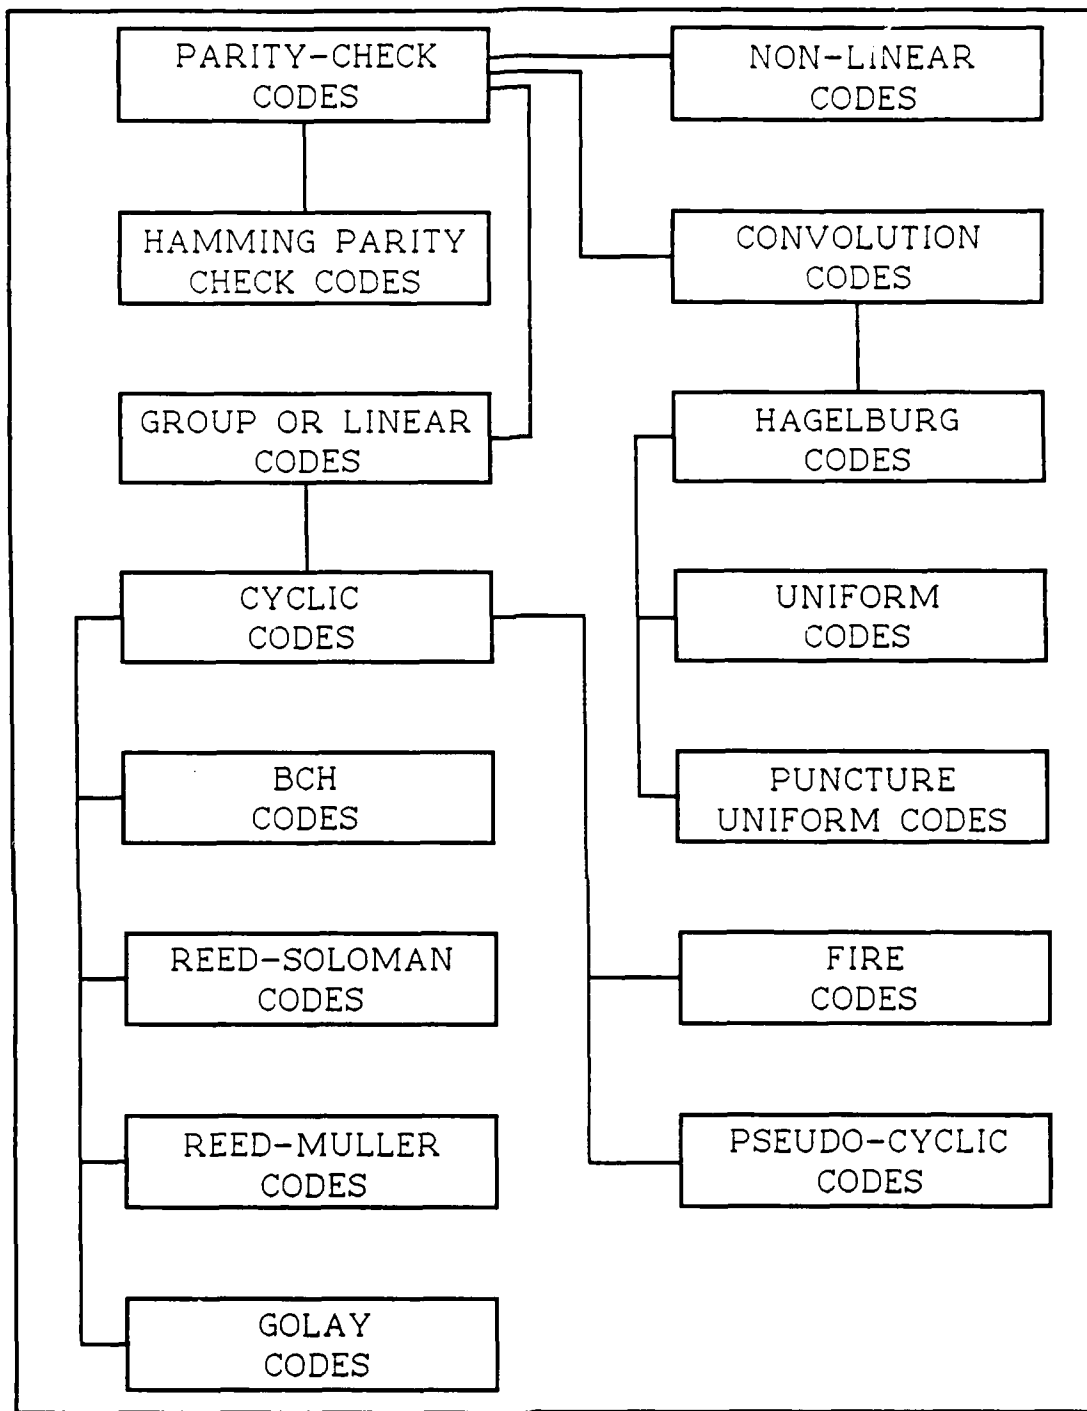 PARITY-CHECK
CODES
NON-LINEAR
CODES
HAMMING PARITY
CHECK CODES
CONVOLUTION
CODES
GROUP OR LINEAR
CODES
HAGELBURG
CODES
CYCLIC
CODES
UNIFORM
CODES
BCH
CODES
PUNCTURE
UNIFORM CODES
REED-SOLOMAN
CODES
FIRE
CODES
REED-MULLER
CODES
PSEUDO-CYCLIC
CODES
GOLAY
CODES